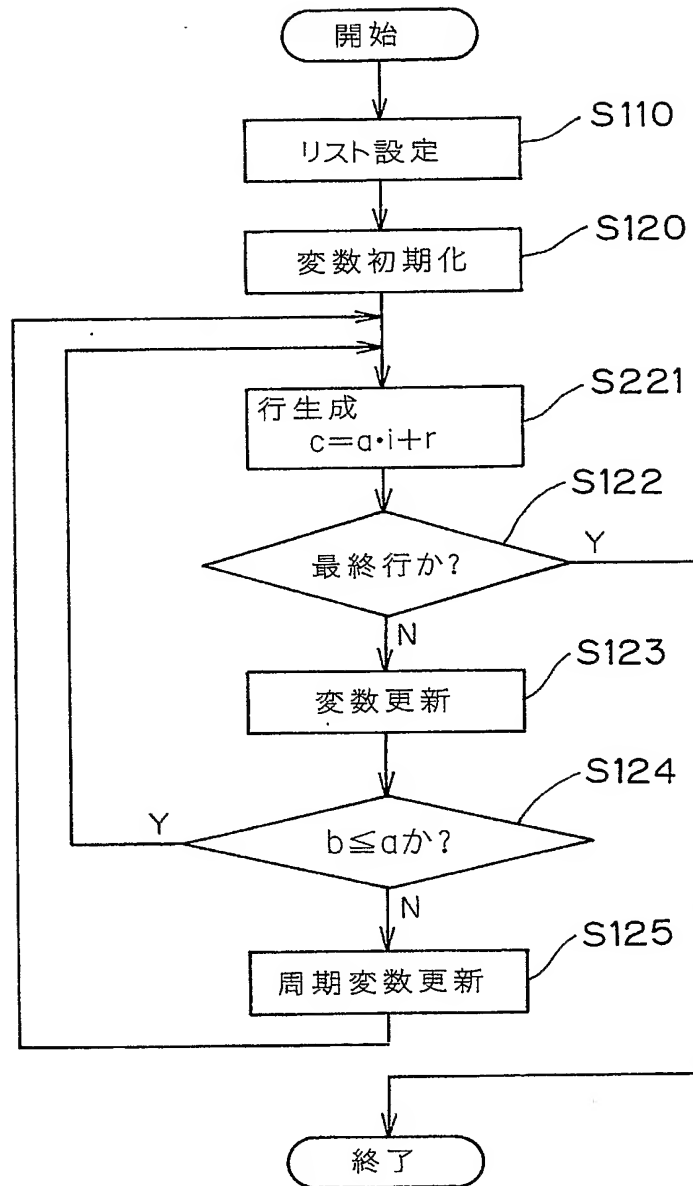 開始
S110
リスト設定
S120
変数初期化
S221
行生成
c=a・i+r
S122
最終行か?
Y
N
S123
変数更新
S124
b≦aか?
Y
N
S125
周期変数更新
終了